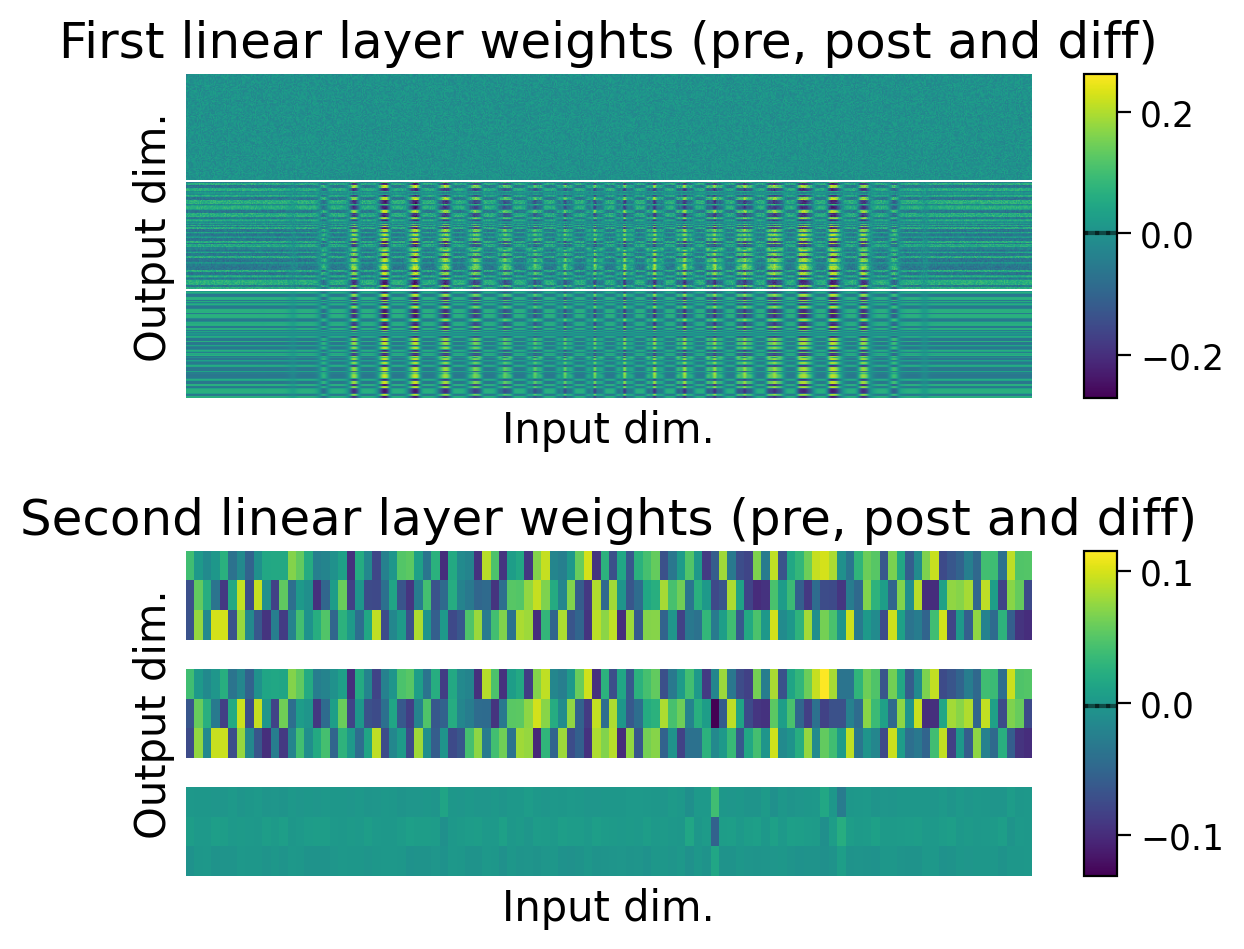 First linear layer weights (pre, post and diff)
Output dim.
0.2
0.0
−0.2
Input dim.
Second linear layer weights (pre, post and diff)
Output dim.
0.1
0.0
−0.1
Input dim.